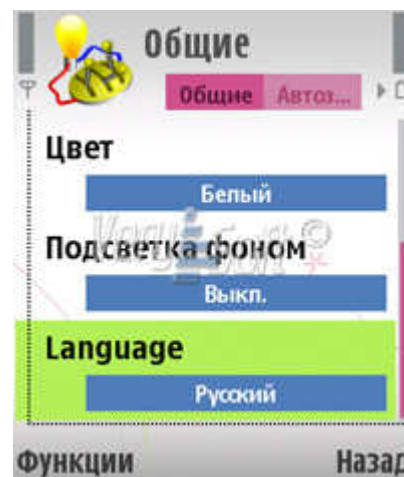 Общие
Общие Автоз...
Цвет
Белый
Подсветка фоном
Выкл.
Language
Русский
Функции Назад